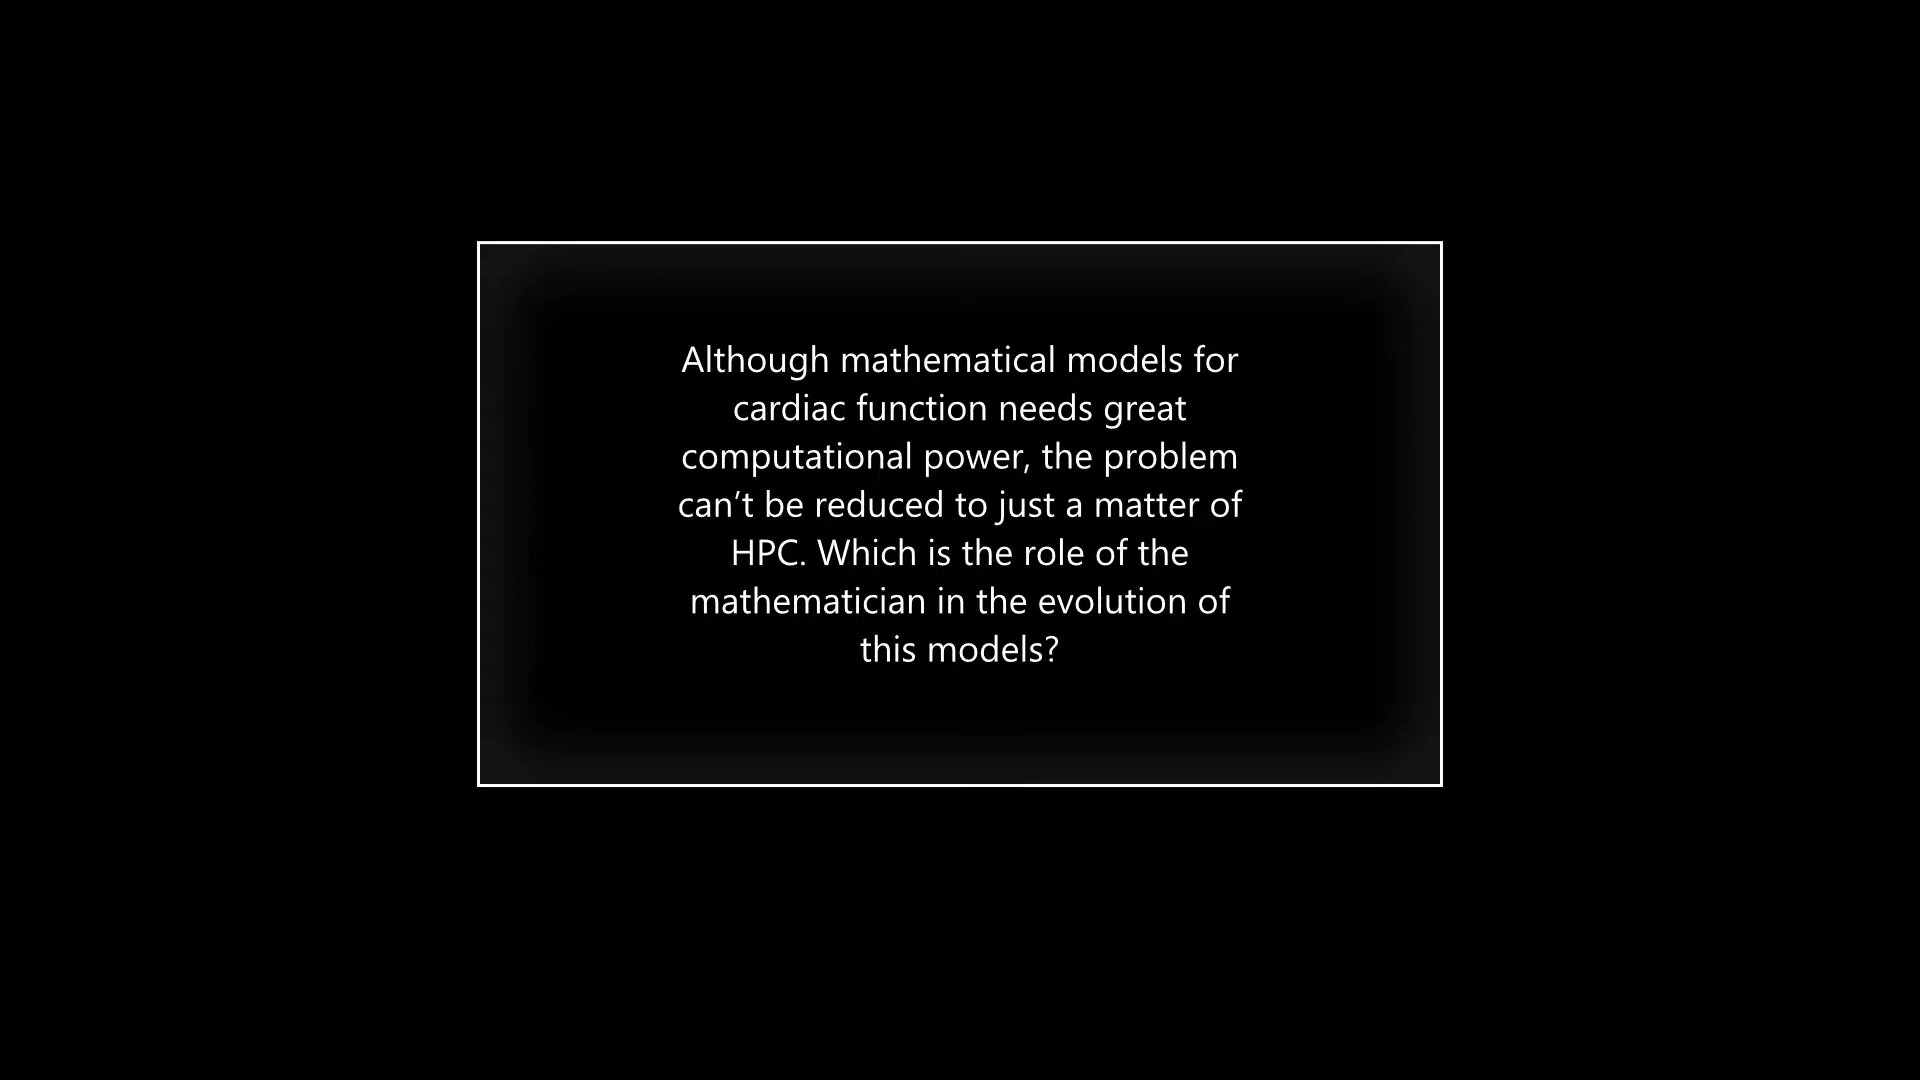 Although mathematical models for
cardiac function needs great
computational power, the problem
can’t be reduced to just a matter of
HPC. Which is the role of the
mathematician in the evolution of
this models?